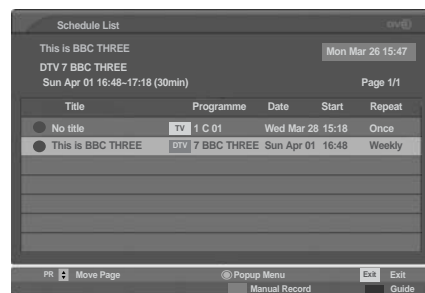 Schedule List
This is BBC THREE Mon Mar 26 15:47
DTV 7 BBC THREE
Sun Apr 01 16:48~17:18 (30min) Page 1/1
Title Programme Date Start Repeat
No title TV 1 C 01 Wed Mar 28 15:18 Once
This is BBC THREE DTV 7 BBC THREE Sun Apr 01 16:48 Weekly
PR Move Page Popup Menu Exit Exit
Manual Record Guide